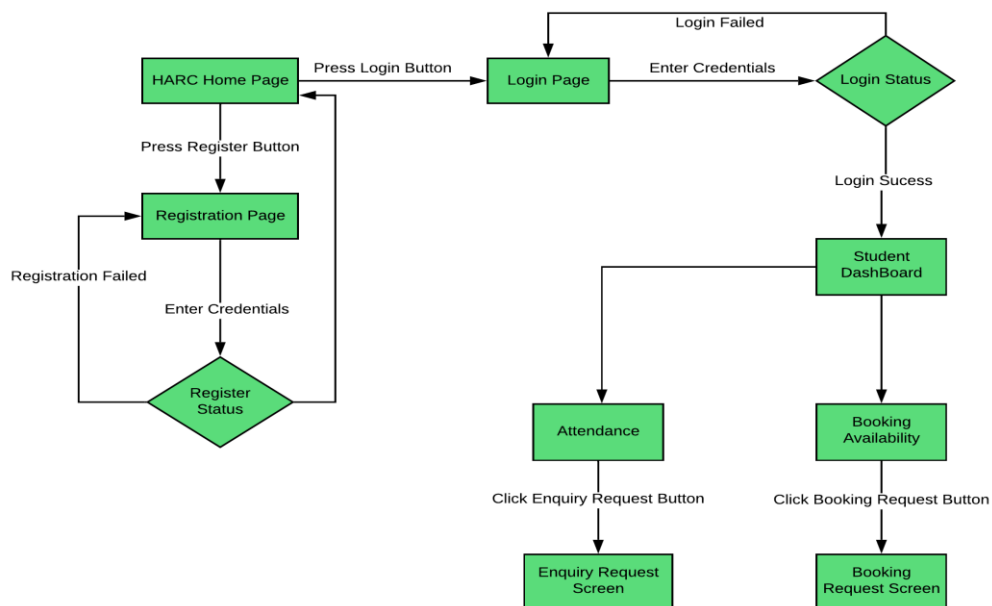 Login Failed
HARC Home Page
Press Login Button
Login Page
Enter Credentials
Login Status
Press Register Button
Login Sucess
Registration Page
Registration Failed
Student
DashBoard
Enter Credentials
Register
Status
Attendance
Booking
Availability
Click Enquiry Request Button
Click Booking Request Button
Enquiry Request
Screen
Booking
Request Screen